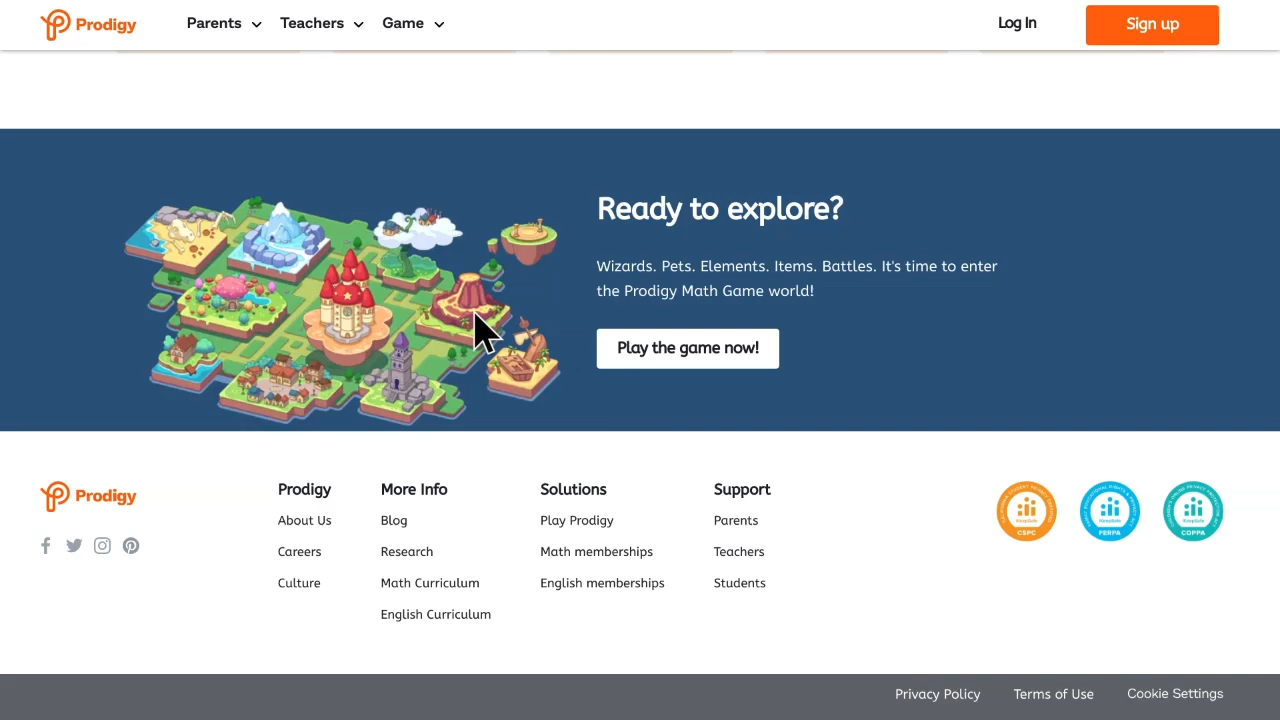 Prodigy
Parents
Teachers
Game
Log In
Sign up
Ready to explore?
Wizards. Pets. Elements. Items. Battles. It's time to enter
the Prodigy Math Game world!
Play the game now!
Prodigy
Prodigy
About Us
Careers
Culture
More Info
Blog
Research
Math Curriculum
English Curriculum
Solutions
Play Prodigy
Math memberships
English memberships
Support
Parents
Teachers
Students
CSPC
FERPA
COPPA
Privacy Policy
Terms of Use
Cookie Settings